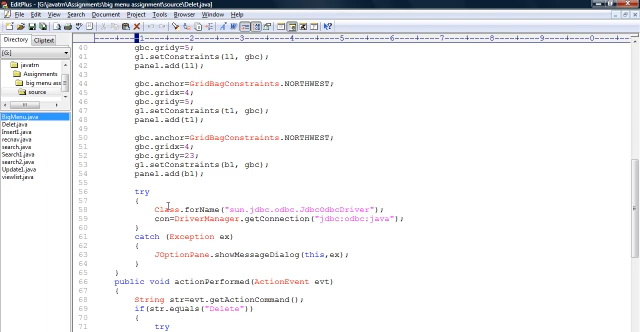 EditPlus - [G:\javatm\Assignments\big menu assignment\source\Delet.java]
File Edit View Search Document Project Tools Browser Window Help
Directory Cliptext
[G:]
javatm
Assignments
big menu ass
source
BigMenu.java
Delet.java
Insert1.java
recnav.java
search.java
Search1.java
search2.java
Update1.java
viewlist.java
40 gbc.gridy=5;
41 gl.setConstraints(l1, gbc);
42 panel.add(l1);
43
44 gbc.anchor=GridBagConstraints.NORTHWEST;
45 gbc.gridx=4;
46 gbc.gridy=5;
47 gl.setConstraints(t1, gbc);
48 panel.add(t1);
49
50 gbc.anchor=GridBagConstraints.NORTHWEST;
51 gbc.gridx=4;
52 gbc.gridy=23;
53 gl.setConstraints(b1, gbc);
54 panel.add(b1);
55
56 try
57 {
58 Class.forName("sun.jdbc.odbc.JdbcOdbcDriver");
59 con=DriverManager.getConnection("jdbc:odbc:java");
60 }
61 catch (Exception ex)
62 {
63 JOptionPane.showMessageDialog(this,ex);
64 }
65 }
66 public void actionPerformed(ActionEvent evt)
67 {
68 String str=evt.getActionCommand();
69 if(str.equals("Delete"))
70 {
71 try